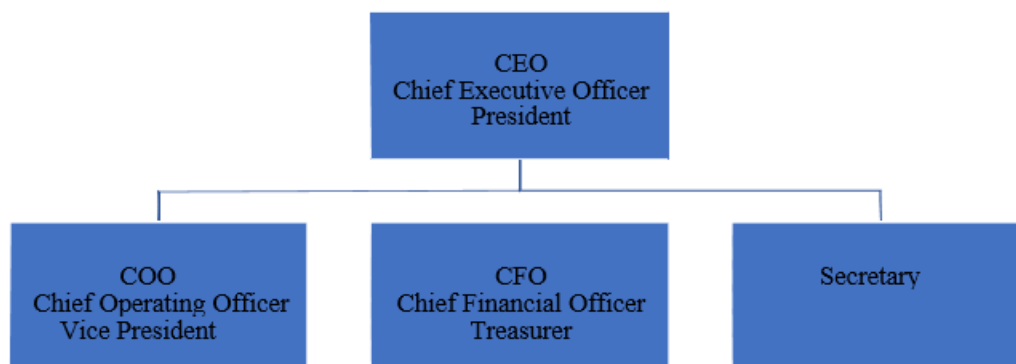 CEO
Chief Executive Officer
President
COO
Chief Operating Officer
Vice President
CFO
Chief Financial Officer
Treasurer
Secretary